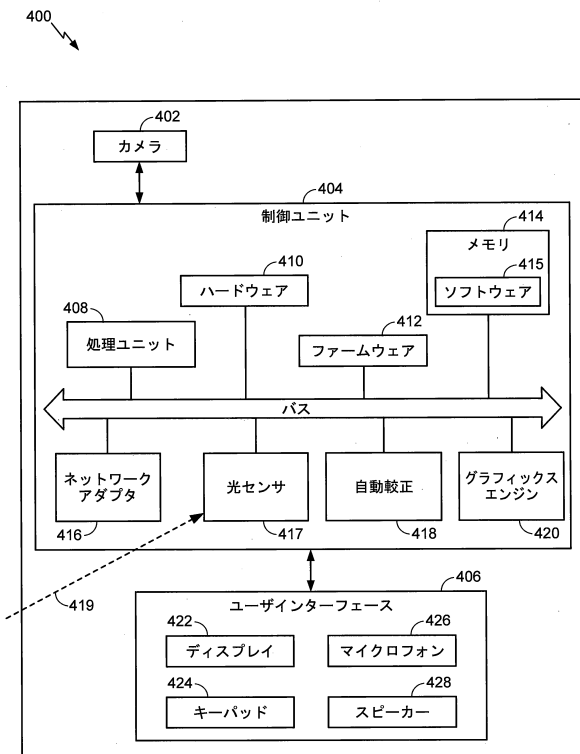 400
402
カメラ
404
制御ユニット
414
メモリ
415
ソフトウェア
410
ハードウェア
408
処理ユニット
412
ファームウェア
バス
ネットワーク
アダプタ
416
光センサ
417
自動較正
418
グラフィックス
エンジン
420
419
406
ユーザインターフェース
422
ディスプレイ
426
マイクロフォン
424
キーパッド
428
スピーカー